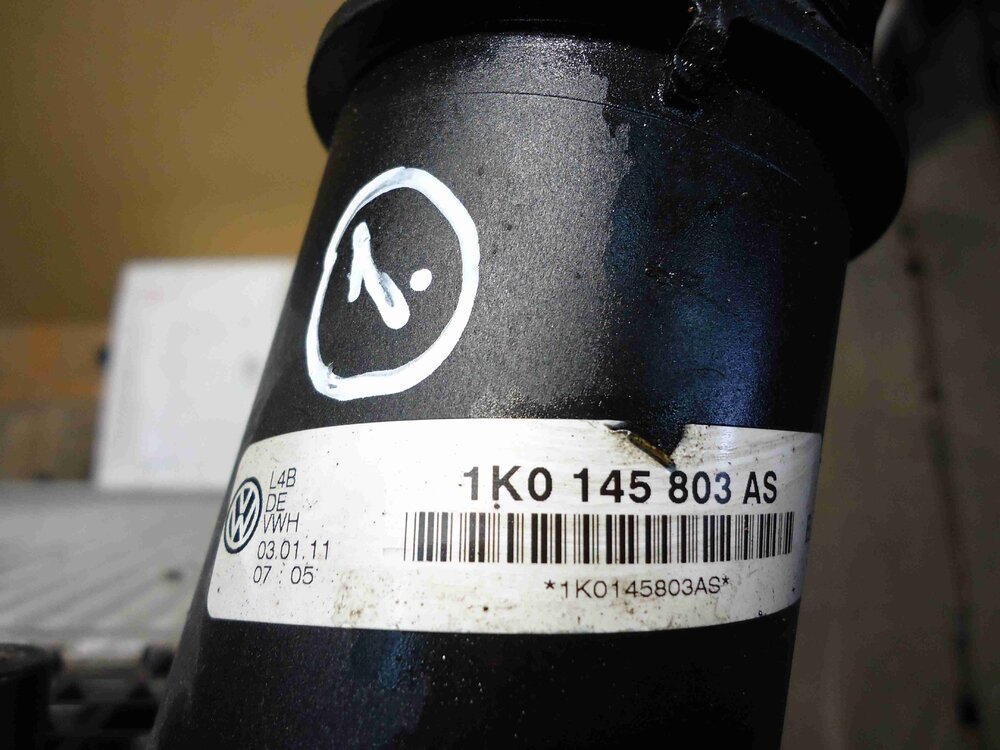 1.
L4B
DE
VWH
03.01.11
07 : 05
1K0 145 803 AS
*1K0145803AS*